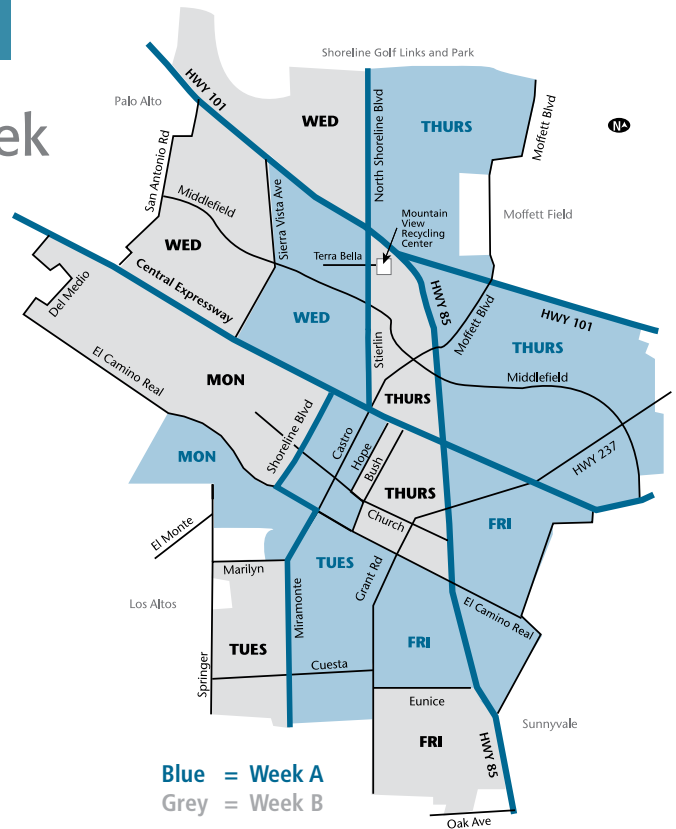 ek
Shoreline Golf Links and Park
Palo Alto
HWY 101
WED
THURS
Moffett Blvd
N
San Antonio Rd
Middlefield
Sierra Vista Ave
North Shoreline Blvd
Mountain
View
Recycling
Center
Moffett Field
WED
Terra Bella
Central Expressway
Del Medio
HWY 85
Moffett Blvd
HWY 101
WED
Stierlin
THURS
El Camino Real
MON
Middlefield
THURS
Shoreline Blvd
Castro
Hope
Bush
HWY 237
MON
THURS
Church
FRI
El Monte
TUES
Marilyn
Grant Rd
El Camino Real
Los Altos
Miramonte
TUES
FRI
Springer
Cuesta
Eunice
Sunnyvale
FRI
HWY 85
Blue = Week A
Grey = Week B
Oak Ave